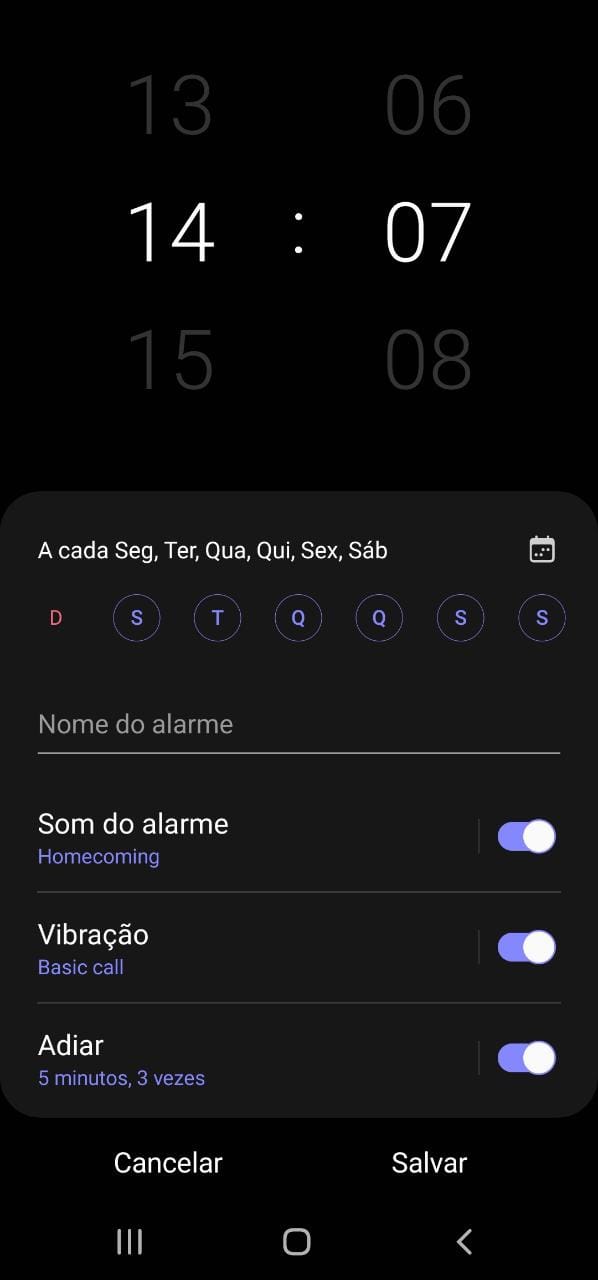 13 06
14 : 07
15 08
A cada Seg, Ter, Qua, Qui, Sex, Sáb
D S T Q Q S S
Nome do alarme
Som do alarme
Homecoming
Vibração
Basic call
Adiar
5 minutos, 3 vezes
Cancelar Salvar